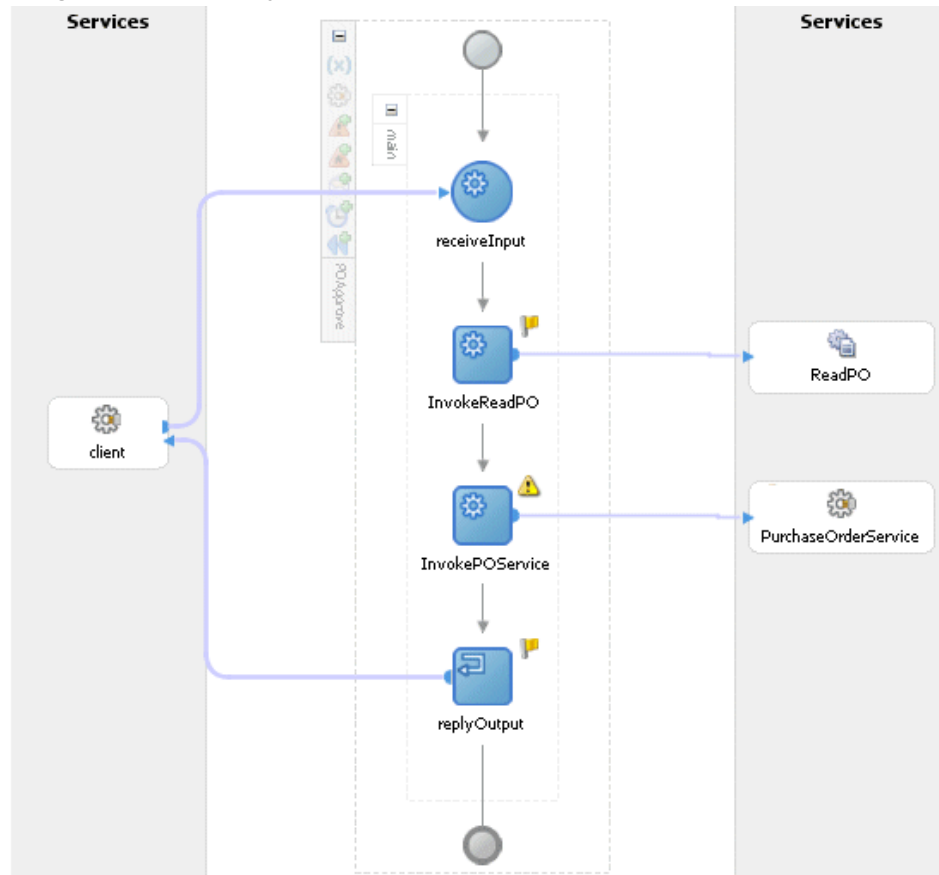 Services
Services
(x)
main
receiveInput
POApprove
InvokeReadPO
ReadPO
client
InvokePOService
PurchaseOrderService
replyOutput